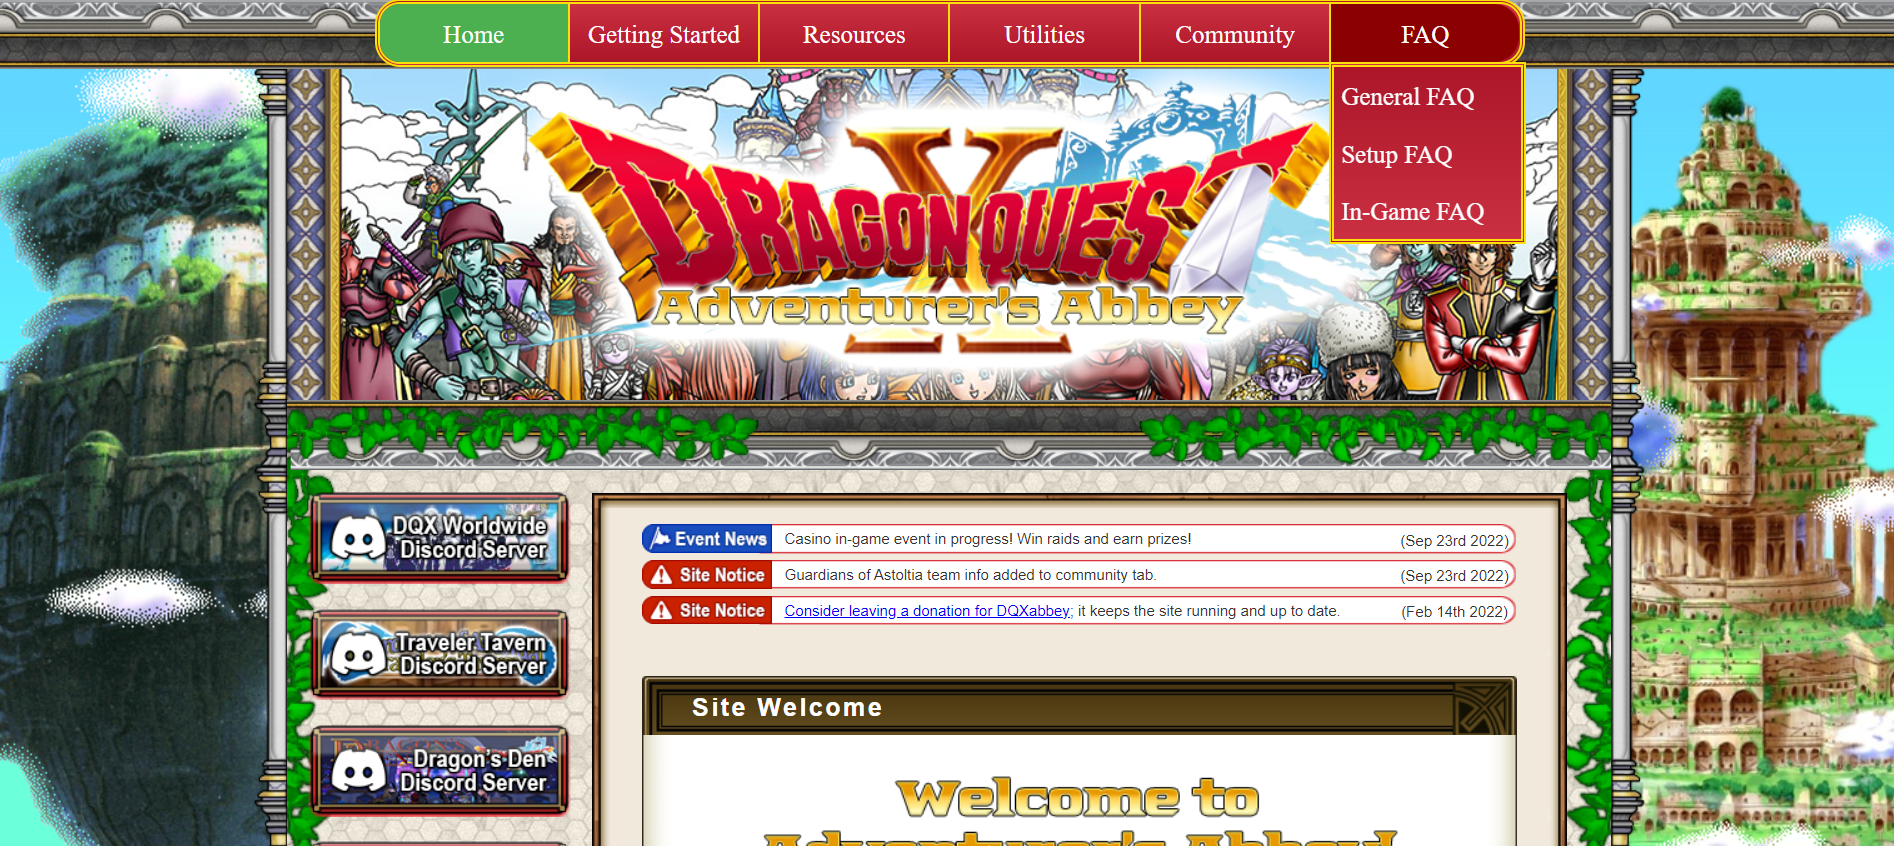 Home
Getting Started
Resources
Utilities
Community
FAQ
General FAQ
Setup FAQ
In-Game FAQ
DRAGON QUEST X
Adventurer's Abbey
DQX Worldwide
Discord Server
Traveler Tavern
Discord Server
Dragon's Den
Discord Server
Event News Casino in-game event in progress! Win raids and earn prizes! (Sep 23rd 2022)
Site Notice Guardians of Astoltia team info added to community tab. (Sep 23rd 2022)
Site Notice Consider leaving a donation for DQXabbey; it keeps the site running and up to date. (Feb 14th 2022)
Site Welcome
Welcome to
Adventurer's Abbey!